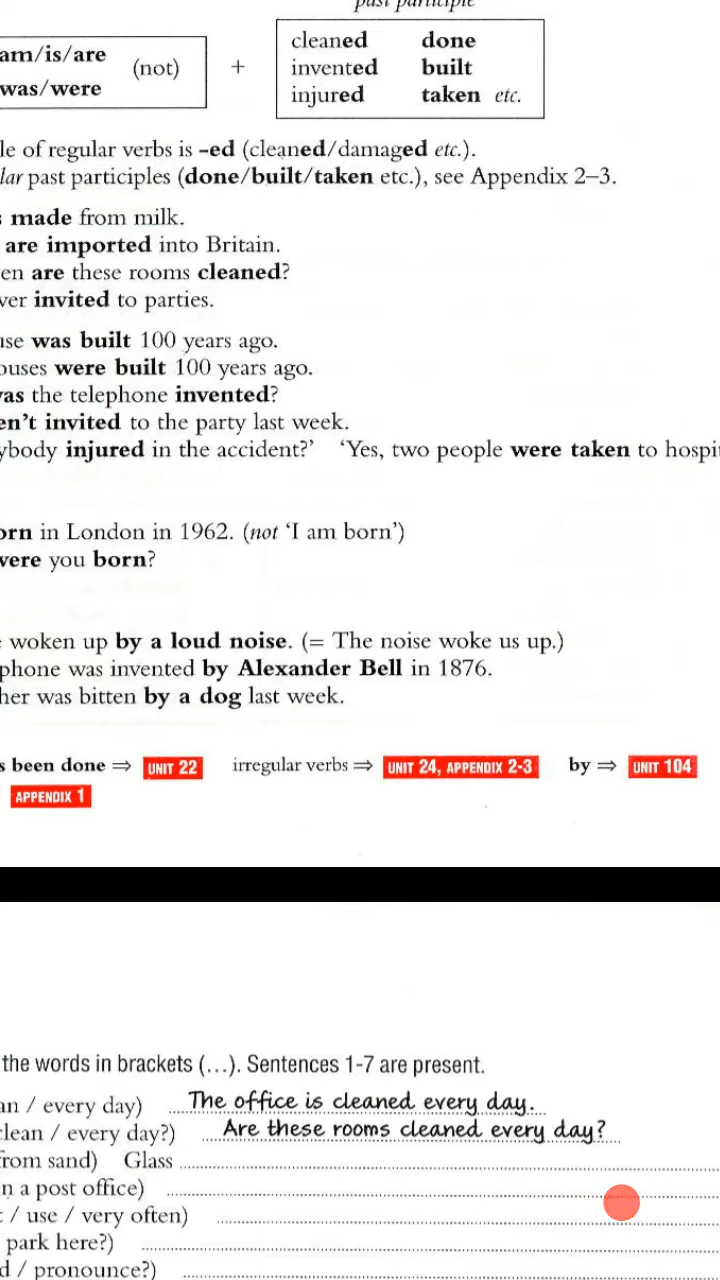 past participle
am/is/are (not) + cleaned done
was/were invented built
injured taken etc.
le of regular verbs is -ed (cleaned/damaged etc.).
lar past participles (done/built/taken etc.), see Appendix 2–3.
s made from milk.
are imported into Britain.
en are these rooms cleaned?
ver invited to parties.
use was built 100 years ago.
ouses were built 100 years ago.
as the telephone invented?
en't invited to the party last week.
ybody injured in the accident?' 'Yes, two people were taken to hospi
orn in London in 1962. (not 'I am born')
were you born?
woken up by a loud noise. (= The noise woke us up.)
phone was invented by Alexander Bell in 1876.
her was bitten by a dog last week.
s been done ⇒ UNIT 22 irregular verbs ⇒ UNIT 24, APPENDIX 2-3 by ⇒ UNIT 104
APPENDIX 1
the words in brackets (...). Sentences 1-7 are present.
an / every day) The office is cleaned every day.
clean / every day?) Are these rooms cleaned every day?
from sand) Glass
n a post office)
/ use / very often)
park here?)
d / pronounce?)